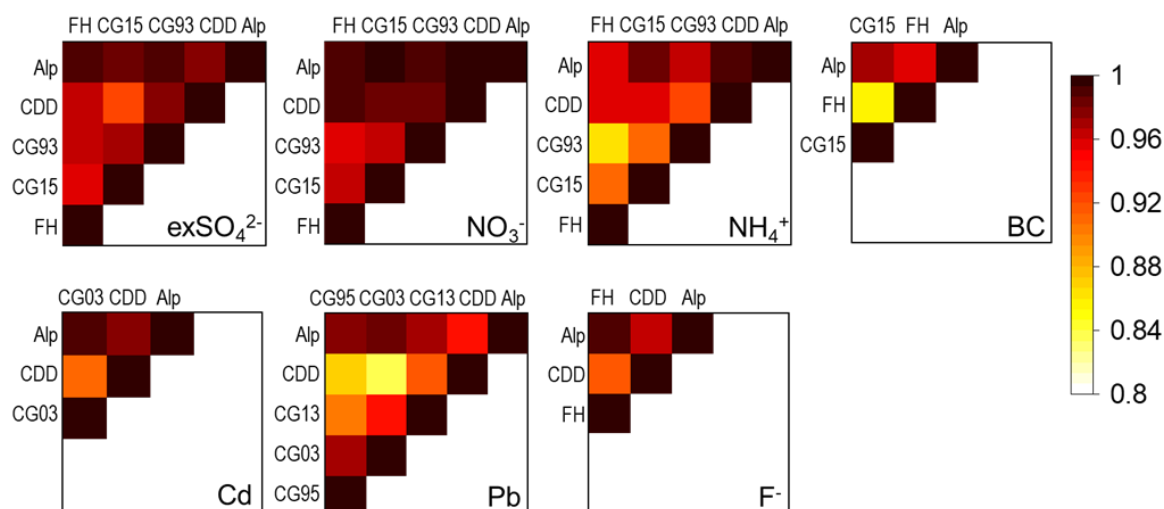 FH CG15 CG93 CDD Alp
Alp
CDD
CG93
CG15
FH
exSO₄²⁻
FH CG15 CG93 CDD Alp
Alp
CDD
CG93
CG15
FH
NO₃⁻
FH CG15 CG93 CDD Alp
Alp
CDD
CG93
CG15
FH
NH₄⁺
CG15 FH Alp
Alp
FH
CG15
BC
1
0.96
0.92
0.88
0.84
0.8
CG03 CDD Alp
Alp
CDD
CG03
Cd
CG95 CG03 CG13 CDD Alp
Alp
CDD
CG13
CG03
CG95
Pb
FH CDD Alp
Alp
CDD
FH
F⁻